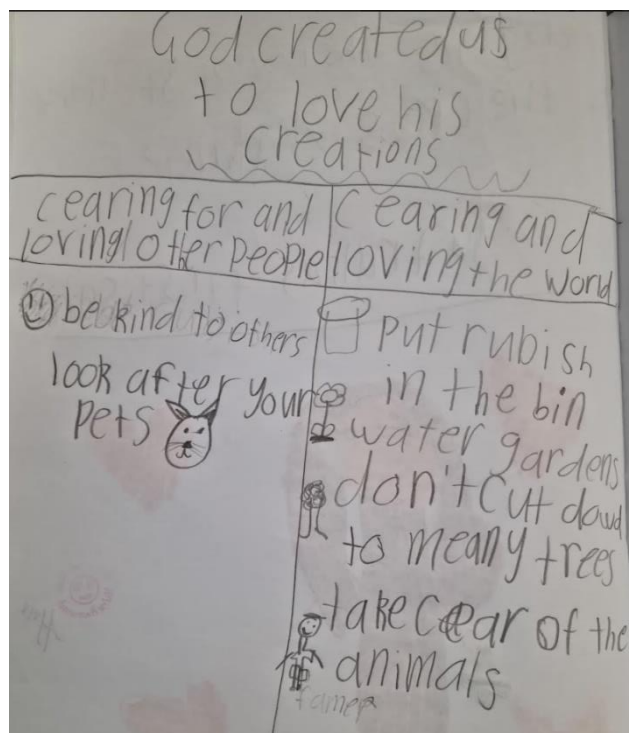 God created us
to love his
creations
cearing for and
loving other people
cearing and
loving the world
be kind to others
look after your
pets
put rubish
in the bin
water gardens
don't cut dowd
to meany trees
take cear of the
animals